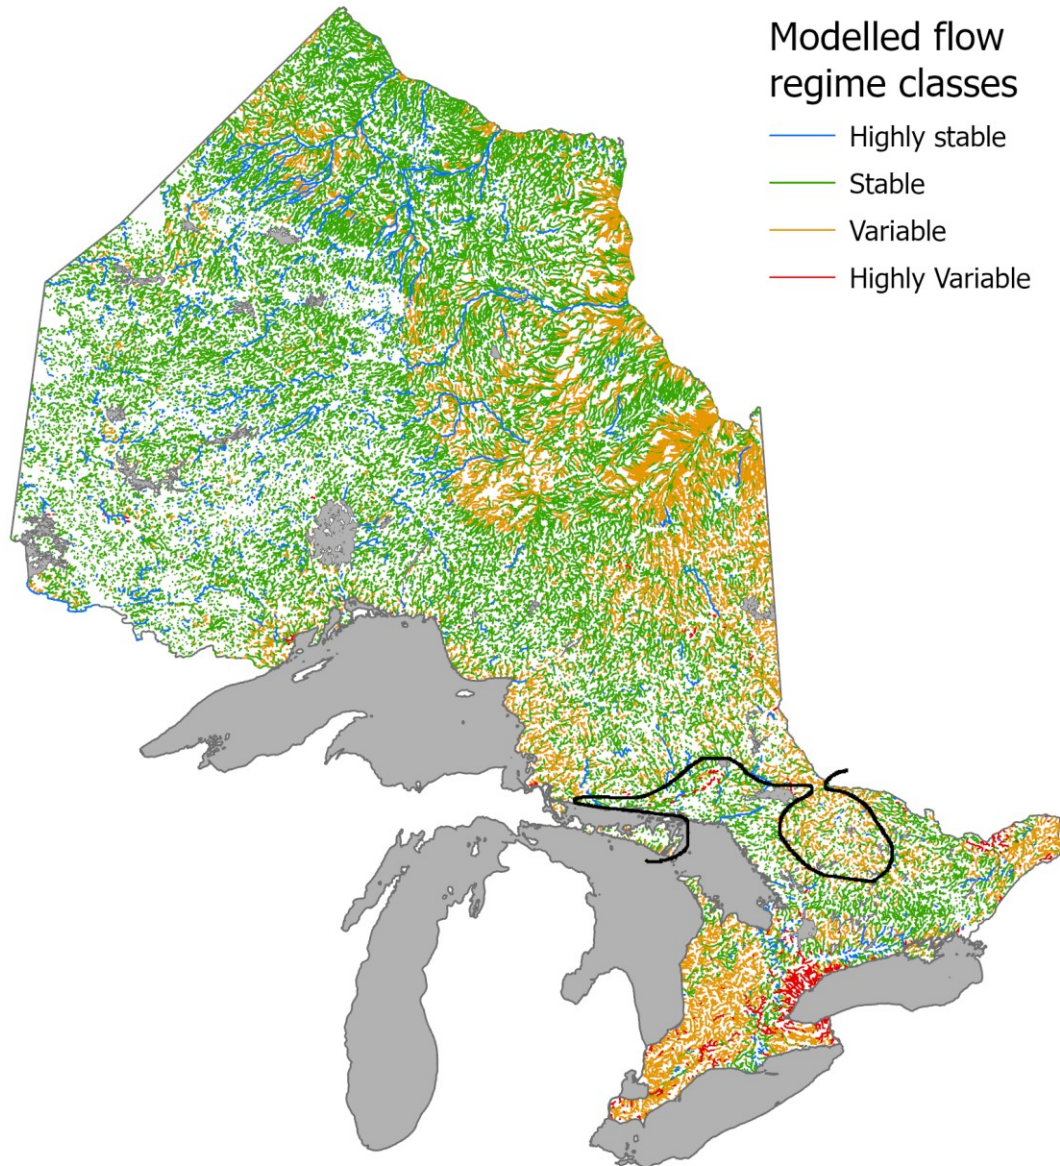 Modelled flow
regime classes
Highly stable
Stable
Variable
Highly Variable